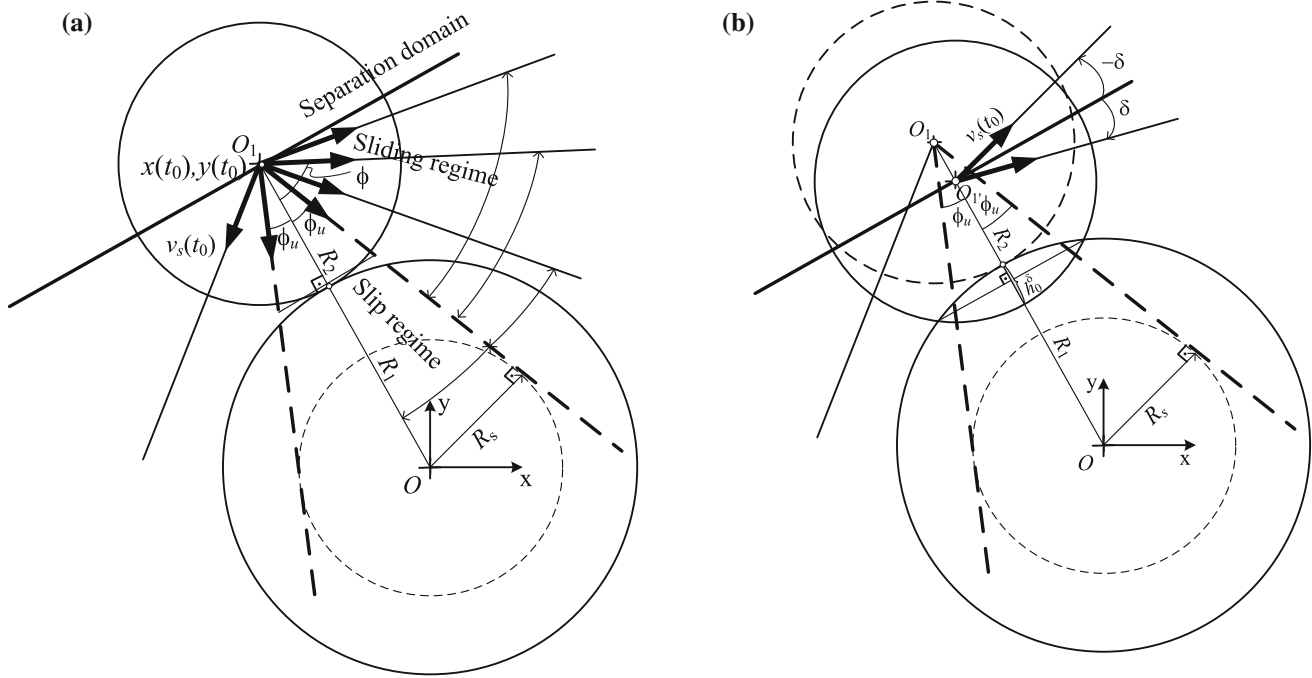 (a)
Separation domain
O₁
x(t₀),y(t₀)
Sliding regime
ϕ
ϕᵤ
ϕᵤ
vₛ(t₀)
R₂
Slip regime
R₁
y
Rₛ
O
x
(b)
−δ
δ
vₛ(t₀)
O₁
O₁'
ϕᵤ
ϕᵤ
R₂
δ
h₀
R₁
y
Rₛ
O
x